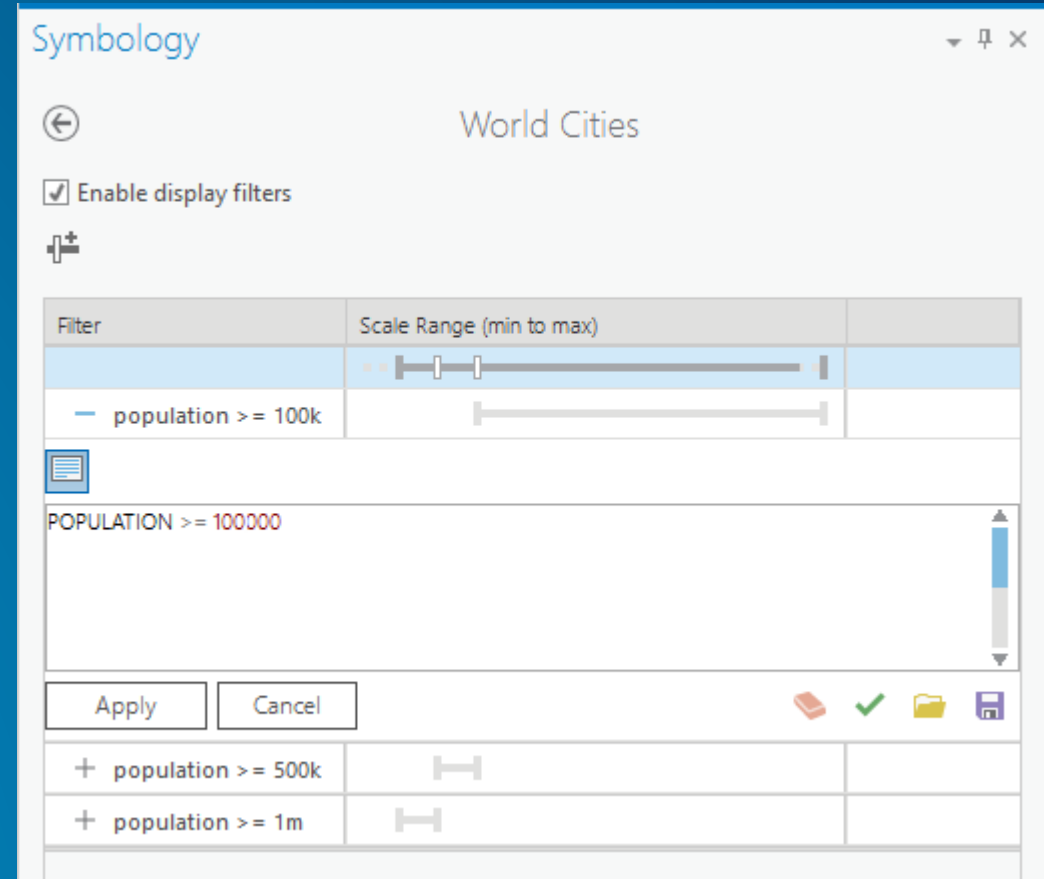 Symbology
World Cities
Enable display filters
Filter Scale Range (min to max)
population >= 100k
POPULATION >= 100000
Apply Cancel
population >= 500k
population >= 1m